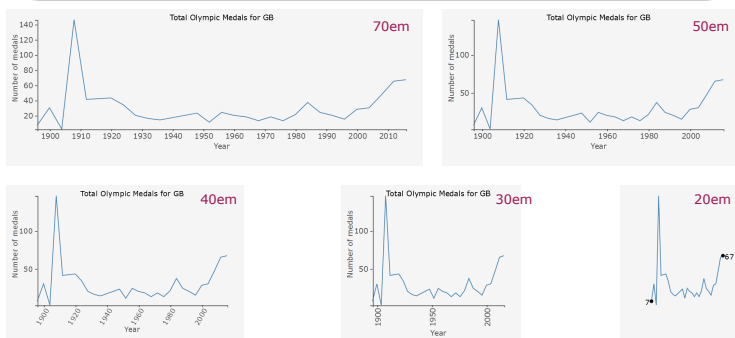 Total Olympic Medals for GB
70em
Number of medals
140
120
100
80
60
40
20
1900 1910 1920 1930 1940 1950 1960 1970 1980 1990 2000 2010
Year
Total Olympic Medals for GB
50em
Number of medals
100
50
1900 1920 1940 1960 1980 2000
Year
Total Olympic Medals for GB
40em
Number of medals
100
50
1900 1920 1940 1960 1980 2000
Year
Total Olympic Medals for GB
30em
Number of medals
100
50
1900 1950 2000
Year
20em
67
7